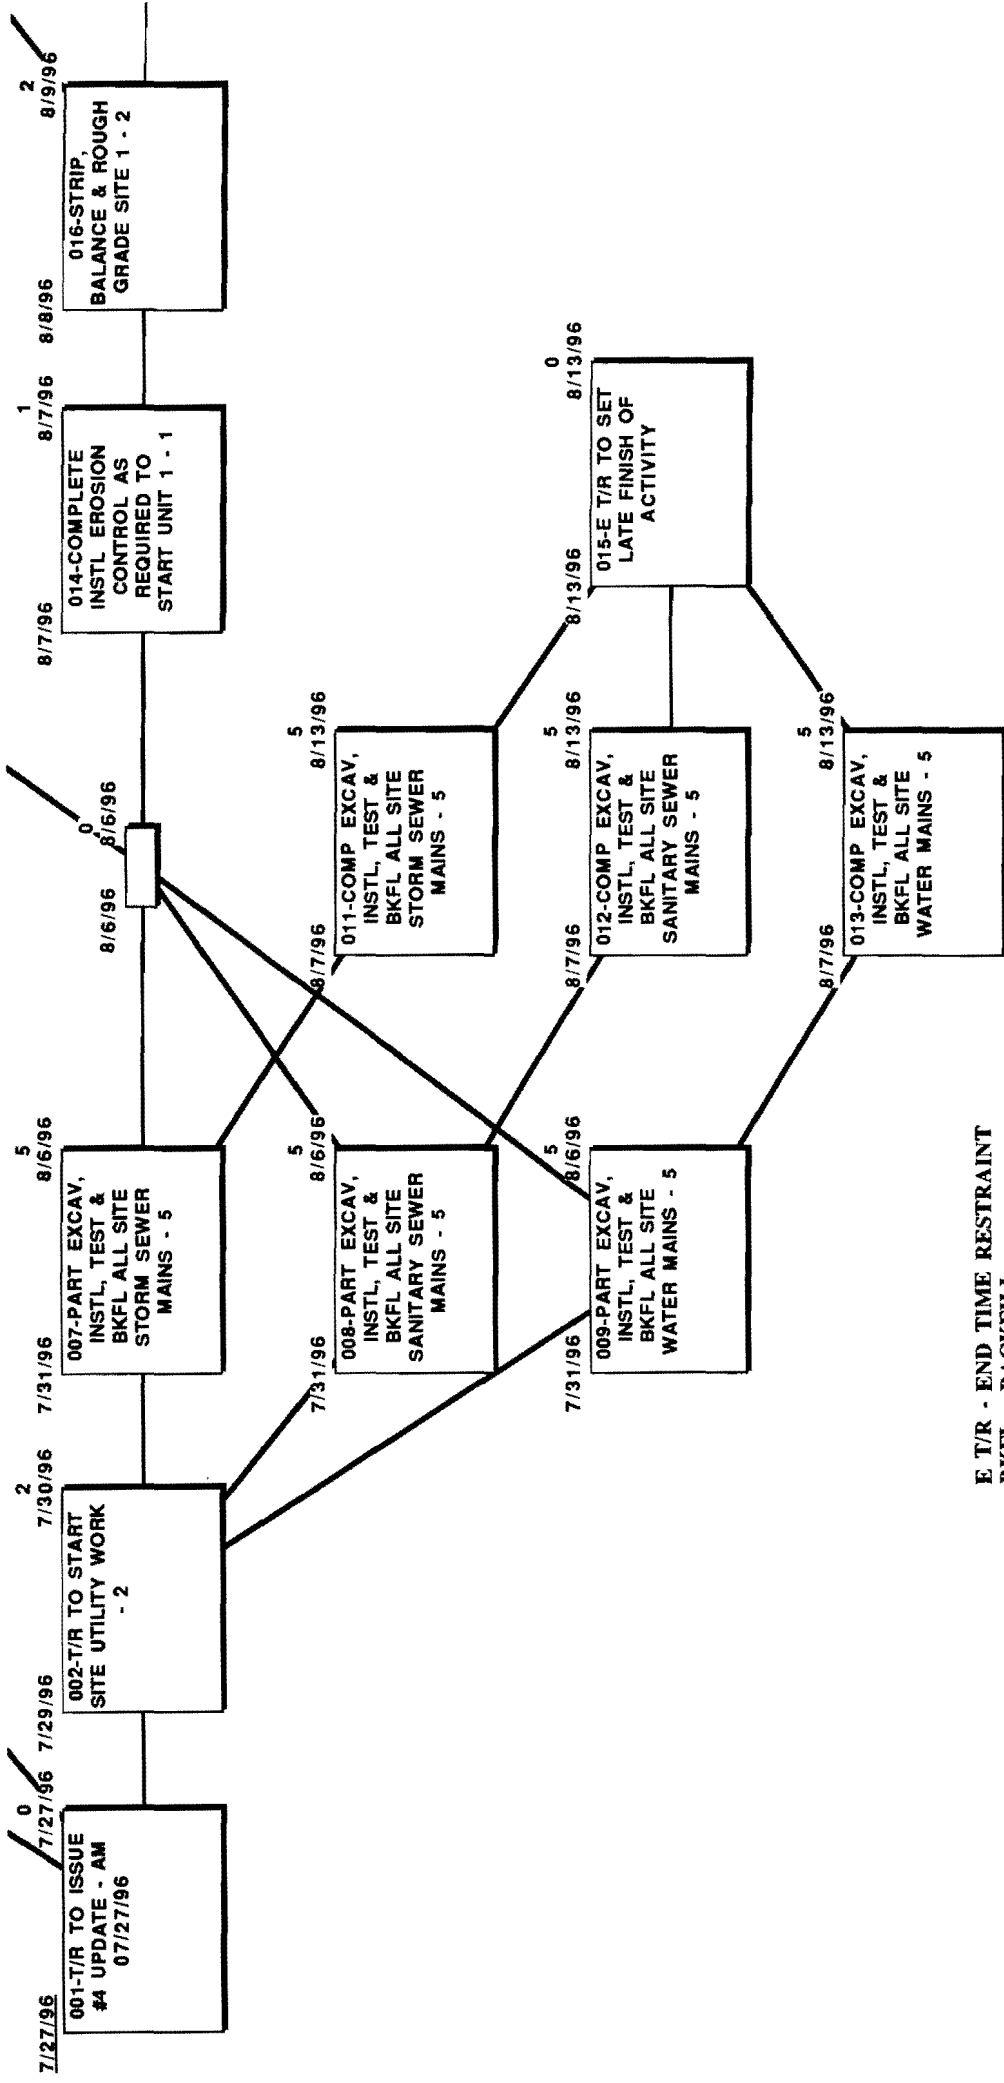 7/27/96
0
7/27/96
001-T/R TO ISSUE
#4 UPDATE - AM
07/27/96
7/29/96
2
7/30/96
002-T/R TO START
SITE UTILITY WORK
- 2
7/31/96
5
8/6/96
007-PART EXCAV,
INSTL, TEST &
BKFL ALL SITE
STORM SEWER
MAINS - 5
8/6/96
0
8/6/96
8/7/96
1
8/7/96
014-COMPLETE
INSTL EROSION
CONTROL AS
REQUIRED TO
START UNIT 1 - 1
8/8/96
2
8/9/96
016-STRIP,
BALANCE & ROUGH
GRADE SITE 1 - 2
7/31/96
5
8/6/96
008-PART EXCAV,
INSTL, TEST &
BKFL ALL SITE
SANITARY SEWER
MAINS - 5
8/7/96
5
8/13/96
011-COMP EXCAV,
INSTL, TEST &
BKFL ALL SITE
STORM SEWER
MAINS - 5
7/31/96
5
8/6/96
009-PART EXCAV,
INSTL, TEST &
BKFL ALL SITE
WATER MAINS - 5
8/7/96
5
8/13/96
012-COMP EXCAV,
INSTL, TEST &
BKFL ALL SITE
SANITARY SEWER
MAINS - 5
8/13/96
0
8/13/96
015-E T/R TO SET
LATE FINISH OF
ACTIVITY
8/7/96
5
8/13/96
013-COMP EXCAV,
INSTL, TEST &
BKFL ALL SITE
WATER MAINS - 5
E T/R - END TIME RESTRAINT